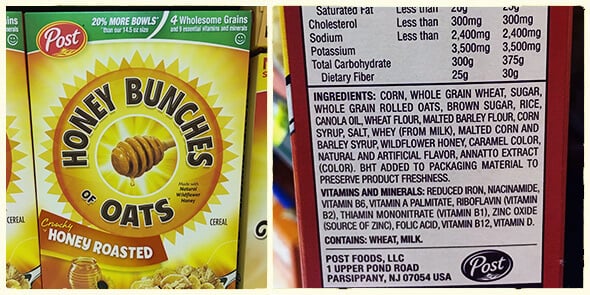 20% MORE BOWLS*
*than our 14.5 oz size
4 Wholesome Grains
and 9 essential vitamins and minerals
Post
HONEY BUNCHES
OF OATS
Made with
Natural
Wildflower
Honey
CEREAL
CEREAL
Crunchy
HONEY ROASTED
Saturated Fat Less than 20g 25g
Cholesterol Less than 300mg 300mg
Sodium Less than 2,400mg 2,400mg
Potassium 3,500mg 3,500mg
Total Carbohydrate 300g 375g
Dietary Fiber 25g 30g
INGREDIENTS: CORN, WHOLE GRAIN WHEAT, SUGAR,
WHOLE GRAIN ROLLED OATS, BROWN SUGAR, RICE,
CANOLA OIL, WHEAT FLOUR, MALTED BARLEY FLOUR, CORN
SYRUP, SALT, WHEY (FROM MILK), MALTED CORN AND
BARLEY SYRUP, WILDFLOWER HONEY, CARAMEL COLOR,
NATURAL AND ARTIFICIAL FLAVOR, ANNATTO EXTRACT
(COLOR). BHT ADDED TO PACKAGING MATERIAL TO
PRESERVE PRODUCT FRESHNESS.
VITAMINS AND MINERALS: REDUCED IRON, NIACINAMIDE,
VITAMIN B6, VITAMIN A PALMITATE, RIBOFLAVIN (VITAMIN
B2), THIAMIN MONONITRATE (VITAMIN B1), ZINC OXIDE
(SOURCE OF ZINC), FOLIC ACID, VITAMIN B12, VITAMIN D.
CONTAINS: WHEAT, MILK.
POST FOODS, LLC
1 UPPER POND ROAD
PARSIPPANY, NJ 07054 USA
Post